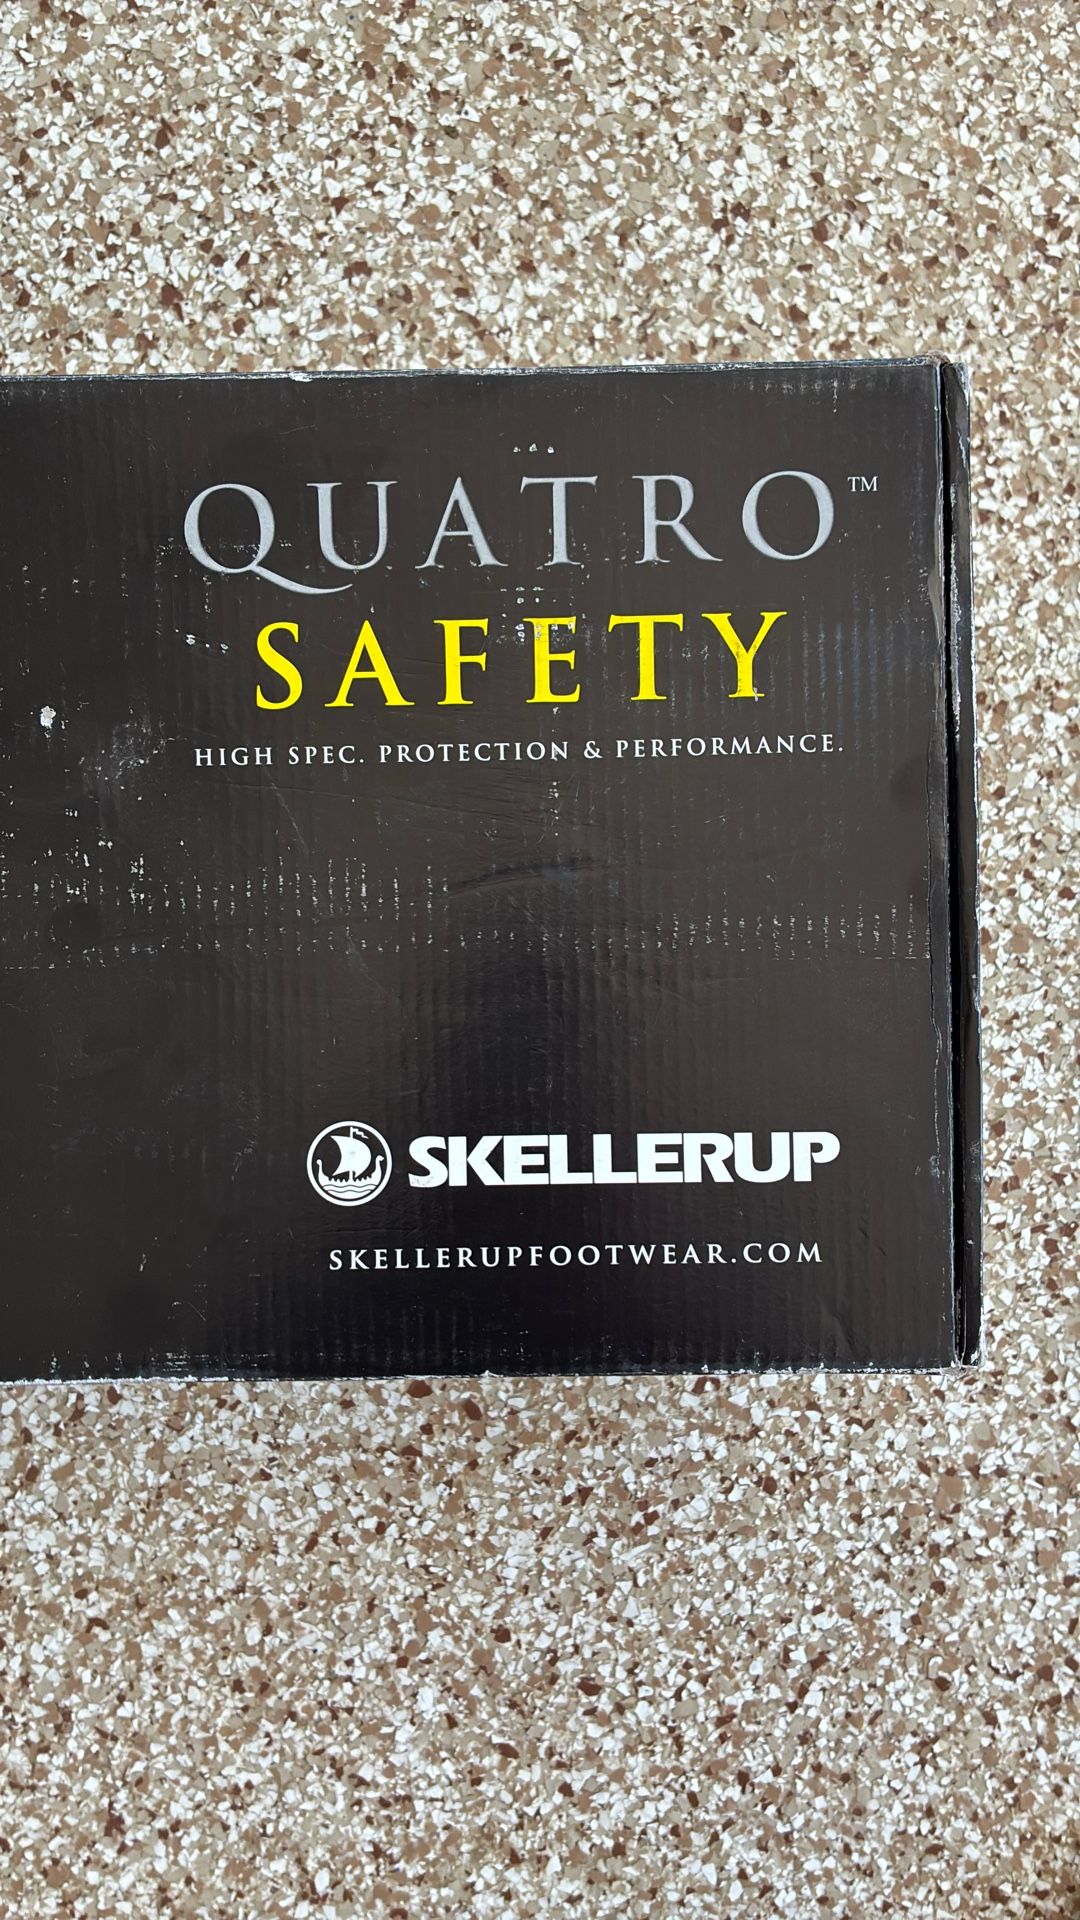 QUATRO™
SAFETY
HIGH SPEC. PROTECTION & PERFORMANCE.
SKELLERUP
SKELLERUPFOOTWEAR.COM